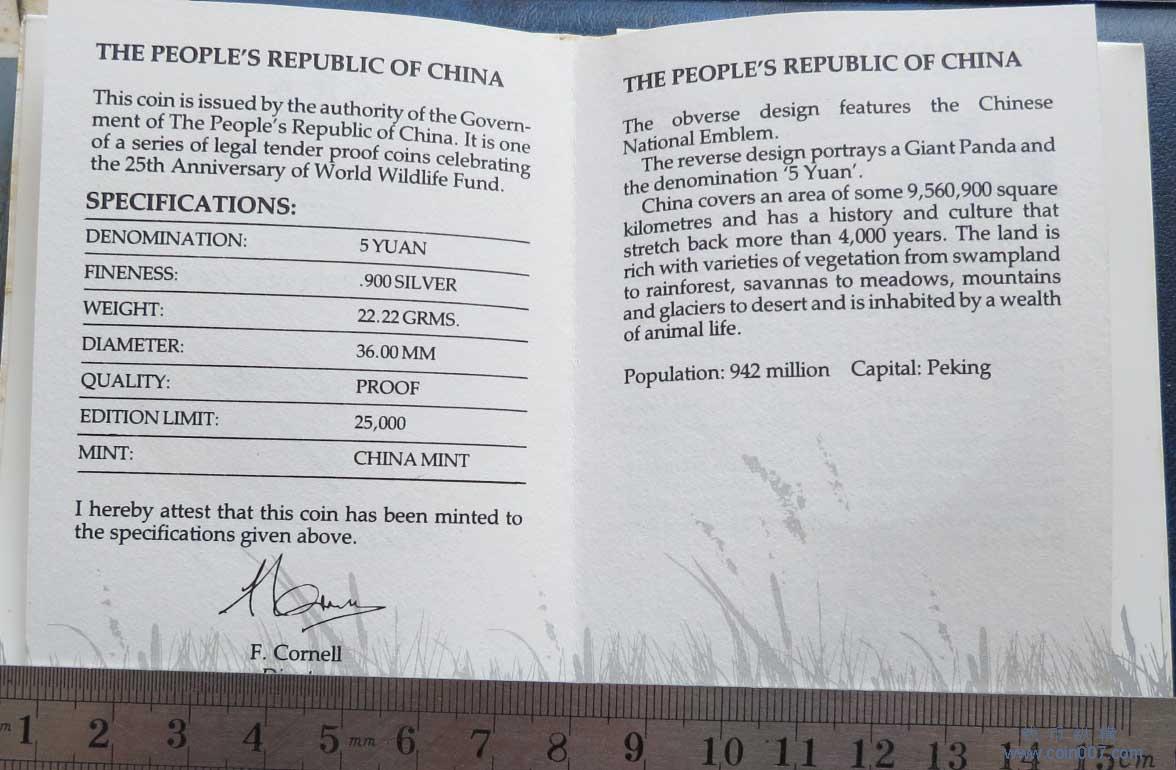 THE PEOPLE'S REPUBLIC OF CHINA
This coin is issued by the authority of the Govern-
ment of The People's Republic of China. It is one
of a series of legal tender proof coins celebrating
the 25th Anniversary of World Wildlife Fund.
SPECIFICATIONS:
DENOMINATION: 5 YUAN
FINENESS: .900 SILVER
WEIGHT: 22.22 GRMS.
DIAMETER: 36.00 MM
QUALITY: PROOF
EDITION LIMIT: 25,000
MINT: CHINA MINT
I hereby attest that this coin has been minted to
the specifications given above.
F. Cornell
THE PEOPLE'S REPUBLIC OF CHINA
The obverse design features the Chinese
National Emblem.
The reverse design portrays a Giant Panda and
the denomination '5 Yuan'.
China covers an area of some 9,560,900 square
kilometres and has a history and culture that
stretch back more than 4,000 years. The land is
rich with varieties of vegetation from swampland
to rainforest, savannas to meadows, mountains
and glaciers to desert and is inhabited by a wealth
of animal life.
Population: 942 million Capital: Peking
1 2 3 4 5 mm 6 7 8 9 10 11 12 13
www.coin007.com